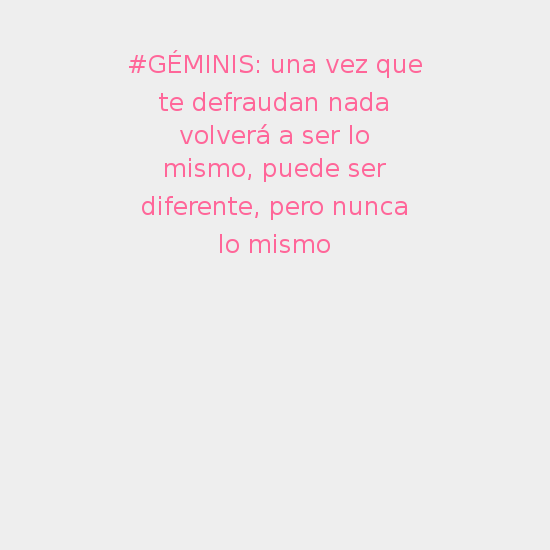 #GÉMINIS: una vez que
te defraudan nada
volverá a ser lo
mismo, puede ser
diferente, pero nunca
lo mismo